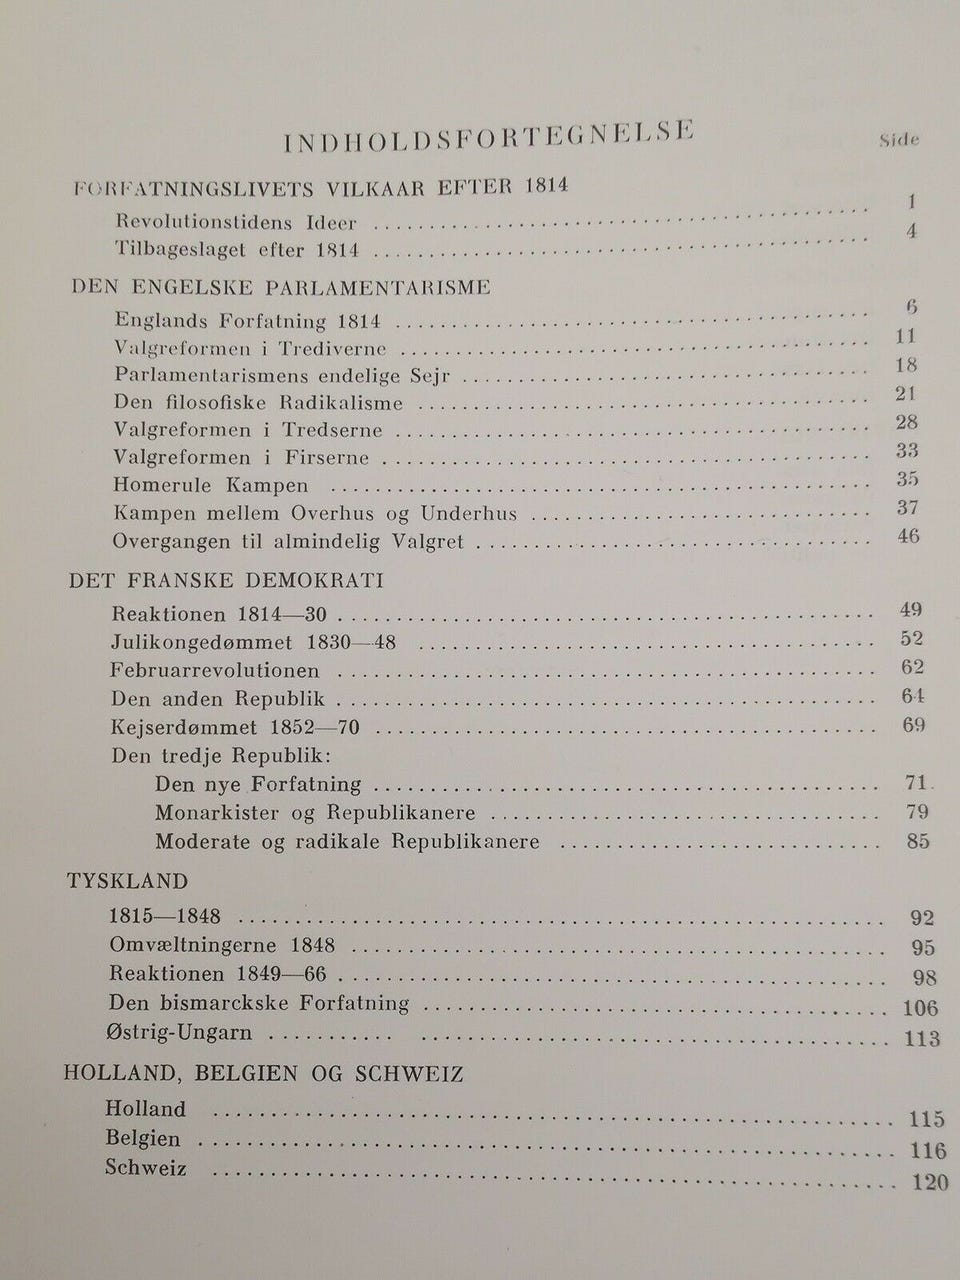 INDHOLDSFORTEGNELSE
Side
FORFATNINGSLIVETS VILKAAR EFTER 1814
Revolutionstidens Ideer 1
Tilbageslaget efter 1814 4
DEN ENGELSKE PARLAMENTARISME
Englands Forfatning 1814 6
Valgreformen i Trediverne 11
Parlamentarismens endelige Sejr 18
Den filosofiske Radikalisme 21
Valgreformen i Tredserne 28
Valgreformen i Firserne 33
Homerule Kampen 35
Kampen mellem Overhus og Underhus 37
Overgangen til almindelig Valgret 46
DET FRANSKE DEMOKRATI
Reaktionen 1814—30 49
Julikongedømmet 1830—48 52
Februarrevolutionen 62
Den anden Republik 64
Kejserdømmet 1852—70 69
Den tredje Republik:
Den nye Forfatning 71
Monarkister og Republikanere 79
Moderate og radikale Republikanere 85
TYSKLAND
1815—1848 92
Omvæltningerne 1848 95
Reaktionen 1849—66 98
Den bismarckske Forfatning 106
Østrig-Ungarn 113
HOLLAND, BELGIEN OG SCHWEIZ
Holland 115
Belgien 116
Schweiz 120